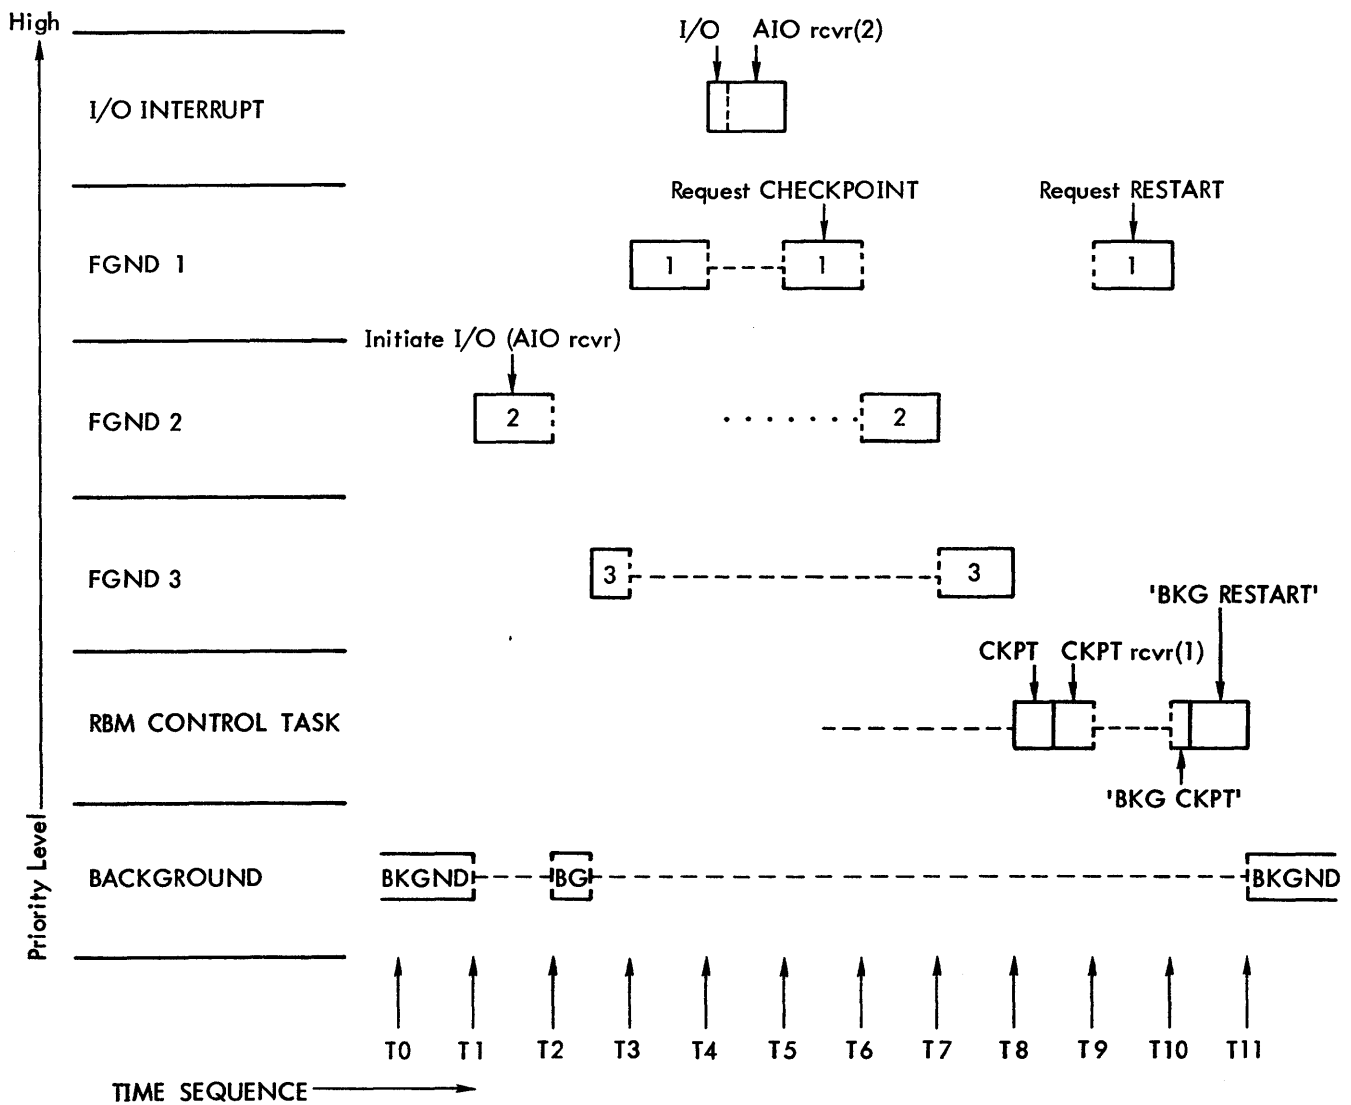 High
I/O AIO rcvr(2)
I/O INTERRUPT
Request CHECKPOINT Request RESTART
FGND 1 1 1 1
Initiate I/O (AIO rcvr)
FGND 2 2 2
FGND 3 3 3
'BKG RESTART'
CKPT CKPT rcvr(1)
RBM CONTROL TASK
'BKG CKPT'
BACKGROUND BKGND BG BKGND
Priority Level
T0 T1 T2 T3 T4 T5 T6 T7 T8 T9 T10 T11
TIME SEQUENCE